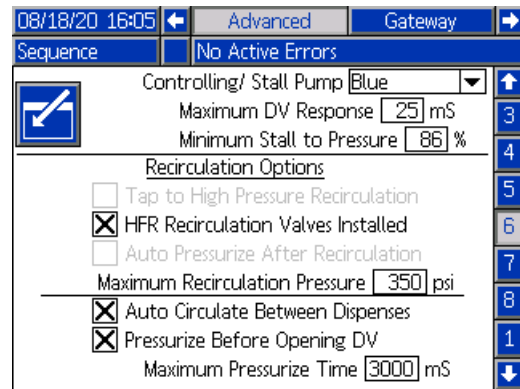 08/18/20 16:05 Advanced Gateway
Sequence No Active Errors
Controlling/ Stall Pump Blue
Maximum DV Response 25 mS
Minimum Stall to Pressure 86 %
Recirculation Options
Tap to High Pressure Recirculation
HFR Recirculation Valves Installed
Auto Pressurize After Recirculation
Maximum Recirculation Pressure 350 psi
Auto Circulate Between Dispenses
Pressurize Before Opening DV
Maximum Pressurize Time 3000 mS
3
4
5
6
7
8
1